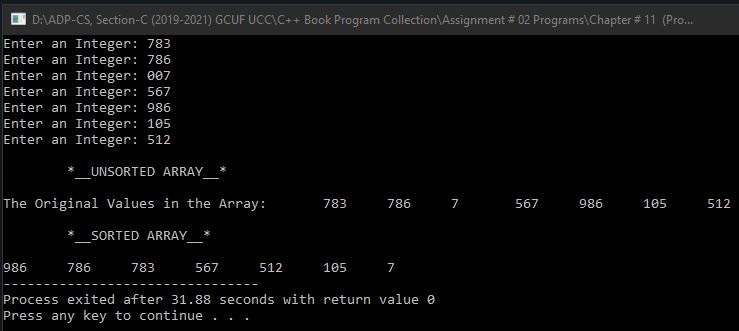 D:\ADP-CS, Section-C (2019-2021) GCUF UCC\C++ Book Program Collection\Assignment # 02 Programs\Chapter # 11  (Pro...
Enter an Integer: 783
Enter an Integer: 786
Enter an Integer: 007
Enter an Integer: 567
Enter an Integer: 986
Enter an Integer: 105
Enter an Integer: 512
*__UNSORTED ARRAY__*
The Original Values in the Array:       783     786     7       567     986     105     512
*__SORTED ARRAY__*
986     786     783     567     512     105     7
--------------------------------
Process exited after 31.88 seconds with return value 0
Press any key to continue . . .